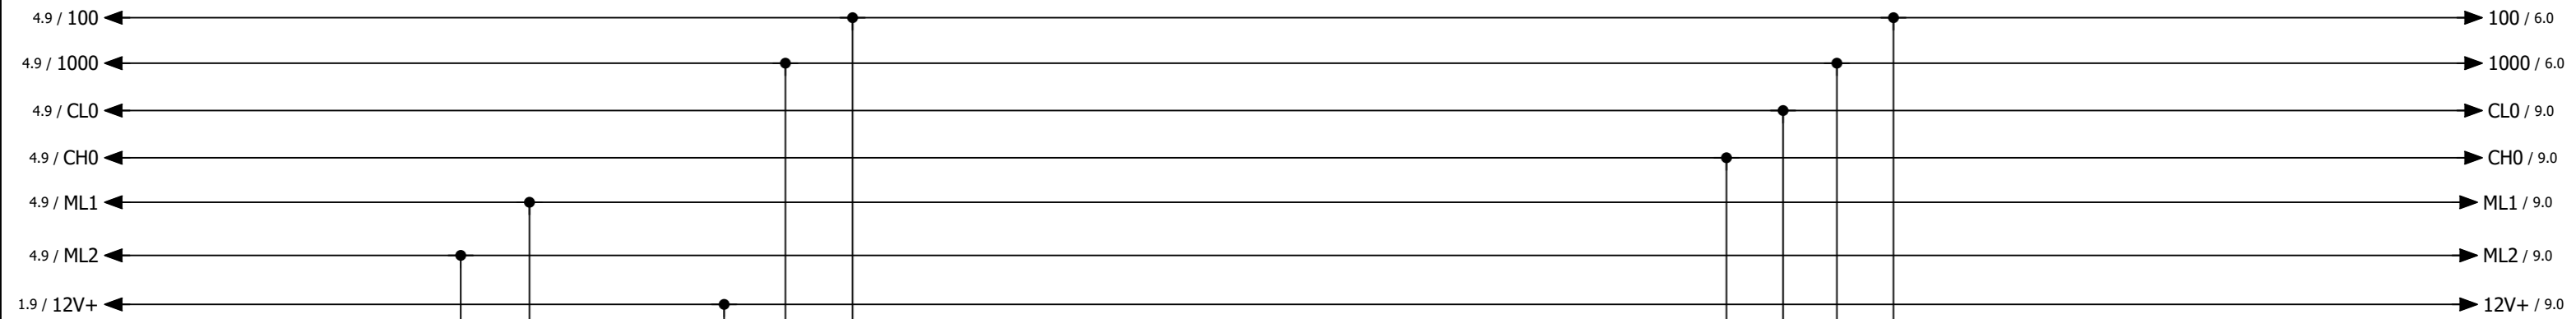 4.9 / 100 100 / 6.0
4.9 / 1000 1000 / 6.0
4.9 / CL0 CL0 / 9.0
4.9 / CH0 CH0 / 9.0
4.9 / ML1 ML1 / 9.0
4.9 / ML2 ML2 / 9.0
1.9 / 12V+ 12V+ / 9.0